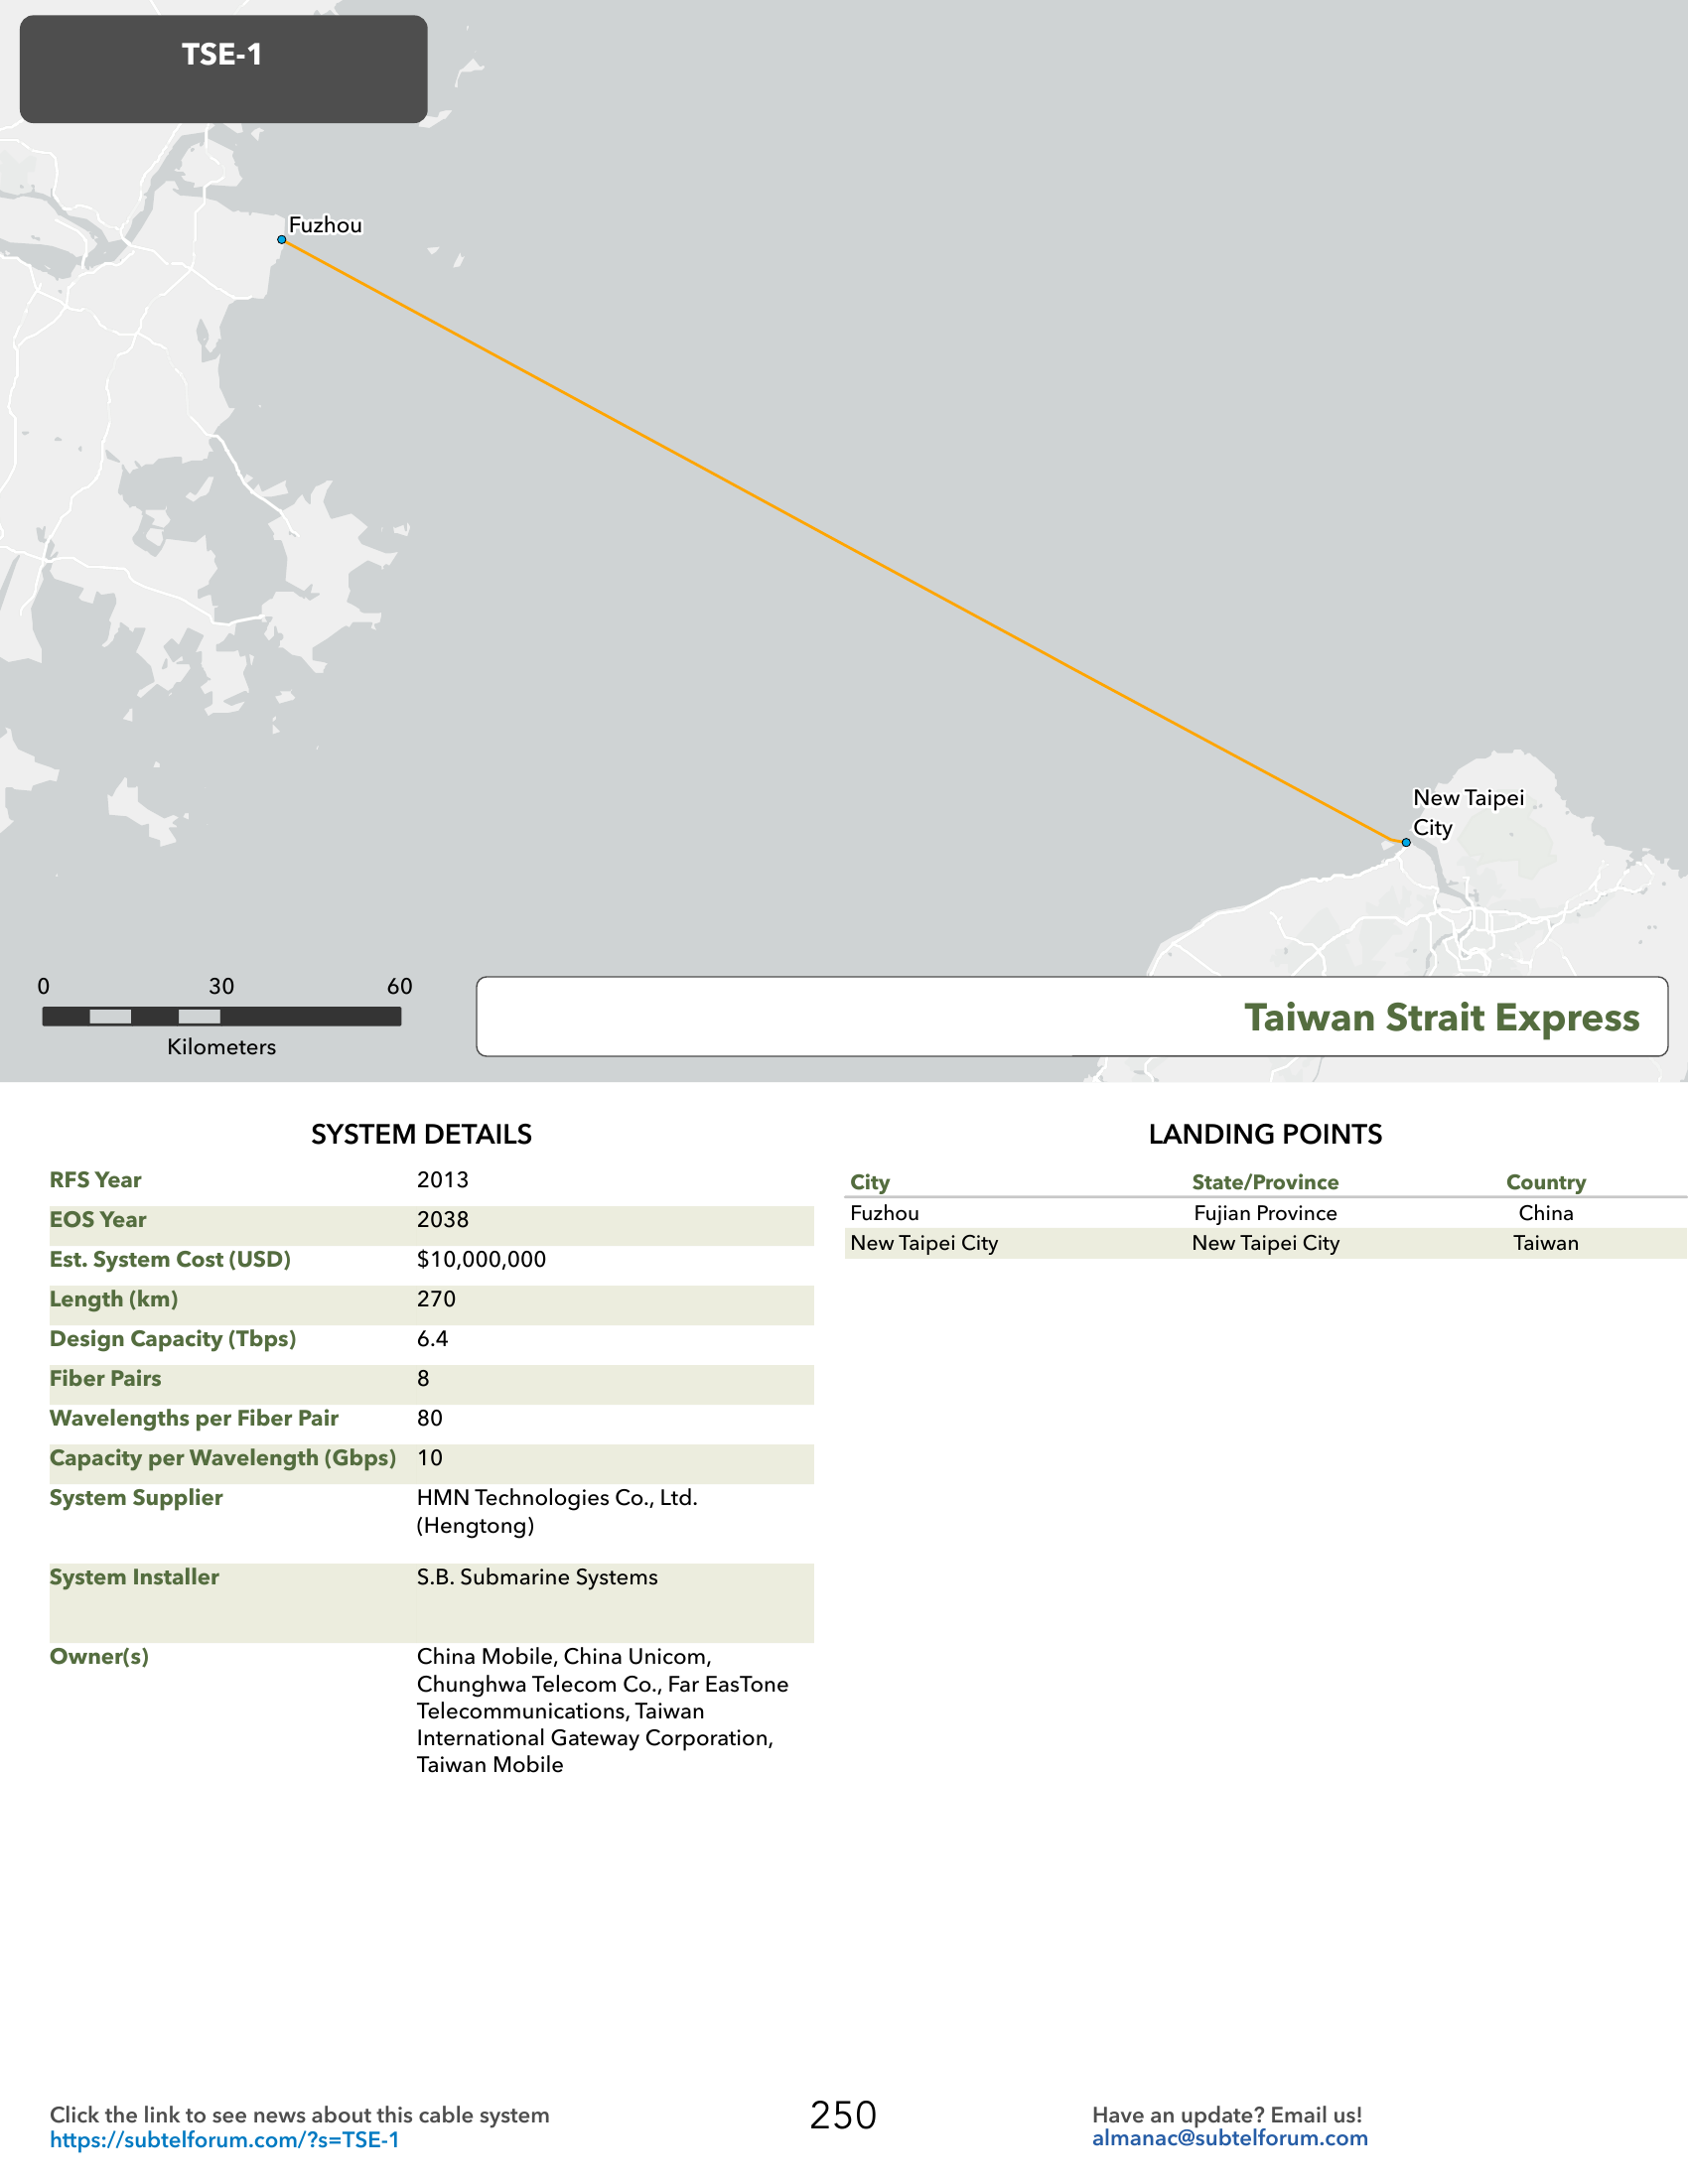 TSE-1
Fuzhou
New Taipei
City
0 30 60
Kilometers
Taiwan Strait Express
SYSTEM DETAILS
RFS Year 2013
EOS Year 2038
Est. System Cost (USD) $10,000,000
Length (km) 270
Design Capacity (Tbps) 6.4
Fiber Pairs 8
Wavelengths per Fiber Pair 80
Capacity per Wavelength (Gbps) 10
System Supplier HMN Technologies Co., Ltd.
(Hengtong)
System Installer S.B. Submarine Systems
Owner(s) China Mobile, China Unicom,
Chunghwa Telecom Co., Far EasTone
Telecommunications, Taiwan
International Gateway Corporation,
Taiwan Mobile
LANDING POINTS
City State/Province Country
Fuzhou Fujian Province China
New Taipei City New Taipei City Taiwan
Click the link to see news about this cable system
https://subtelforum.com/?s=TSE-1
250
Have an update? Email us!
almanac@subtelforum.com